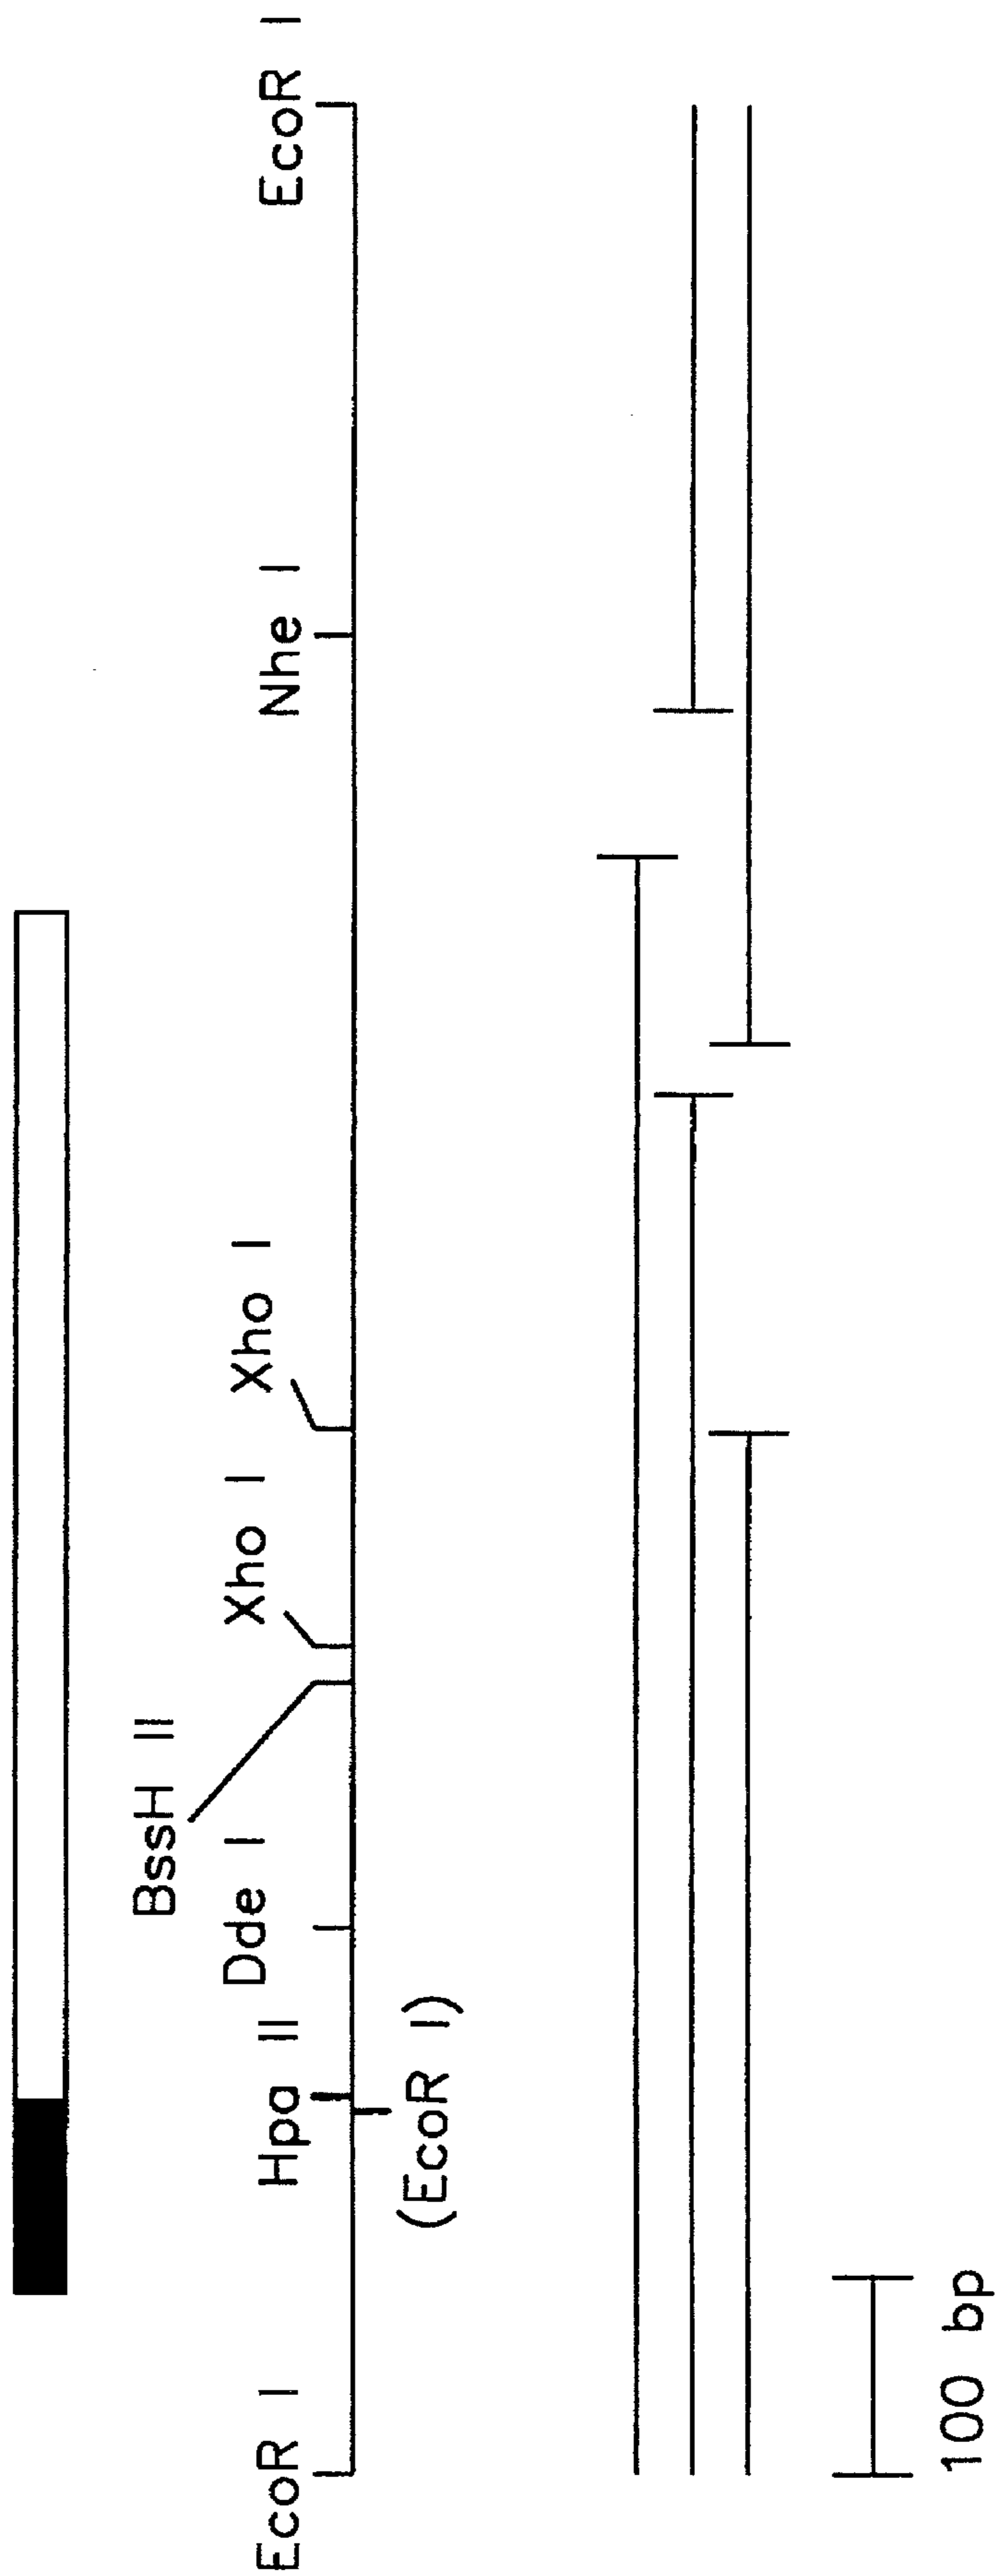 EcoR I
Hpa II
(EcoR I)
Dde I
BssH II
Xho I
Xho I
Nhe I
EcoR I
100 bp